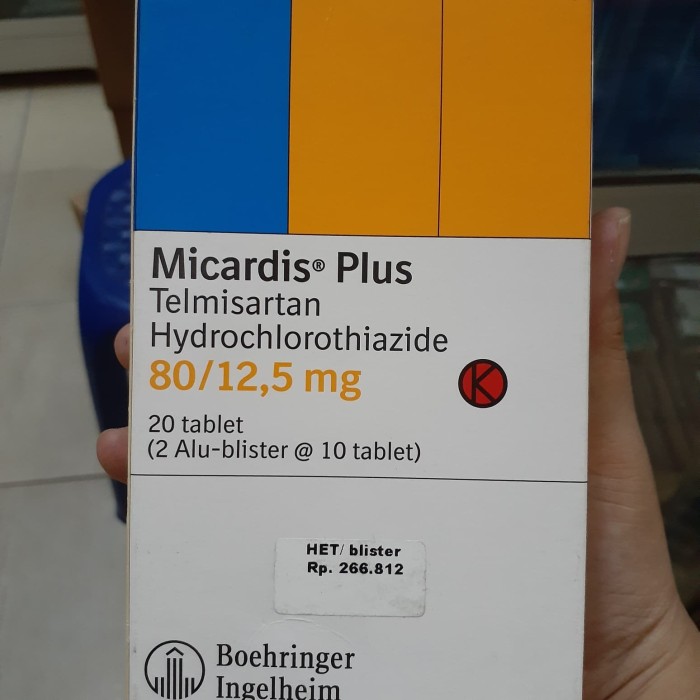 Micardis® Plus
Telmisartan
Hydrochlorothiazide
80/12,5 mg
K
20 tablet
(2 Alu-blister @ 10 tablet)
HET/ blister
Rp. 266.812
Boehringer
Ingelheim